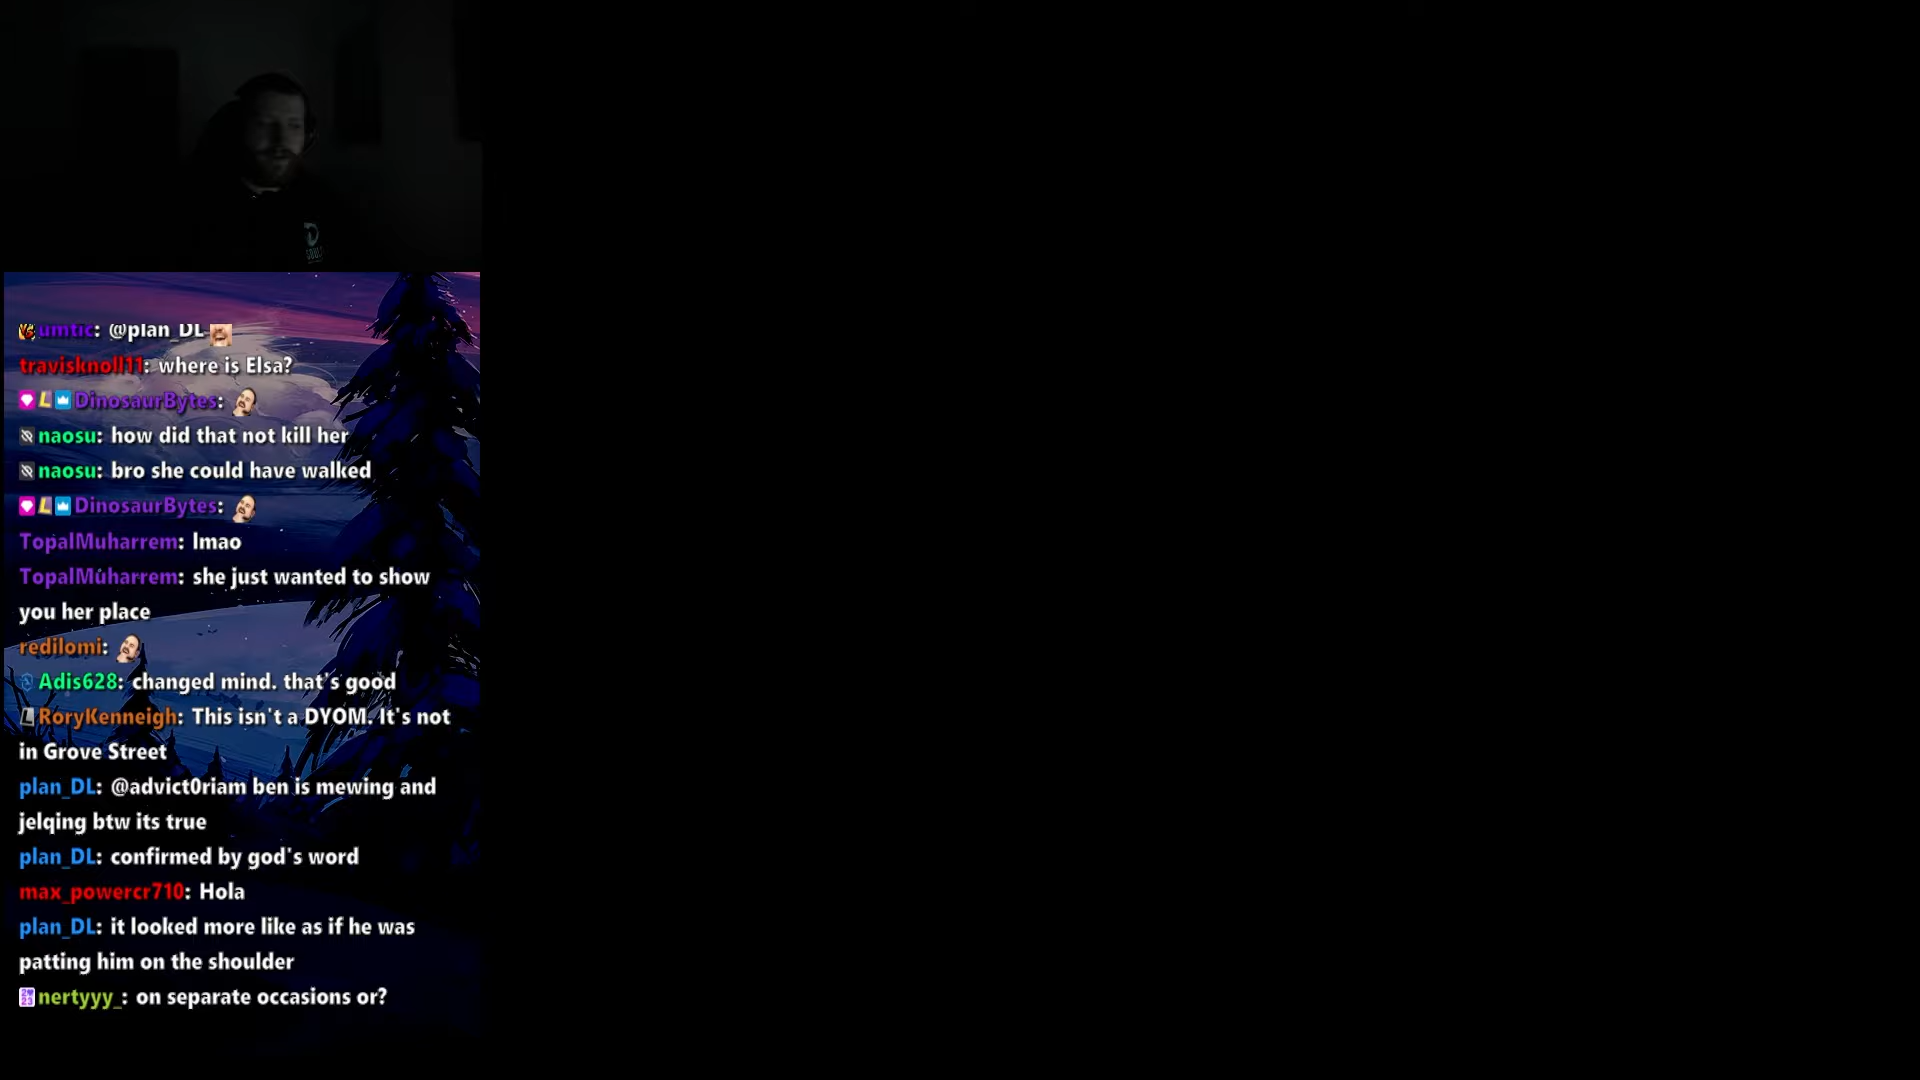 umtic: @plan_DL
travisknoll11: where is Elsa?
DinosaurBytes:
naosu: how did that not kill her
naosu: bro she could have walked
DinosaurBytes:
TopalMuharrem: lmao
TopalMuharrem: she just wanted to show
you her place
redilomi:
Adis628: changed mind. that's good
RoryKenneigh: This isn't a DYOM. It's not
in Grove Street
plan_DL: @advict0riam ben is mewing and
jelqing btw its true
plan_DL: confirmed by god's word
max_powercr710: Hola
plan_DL: it looked more like as if he was
patting him on the shoulder
nertyyy_: on separate occasions or?